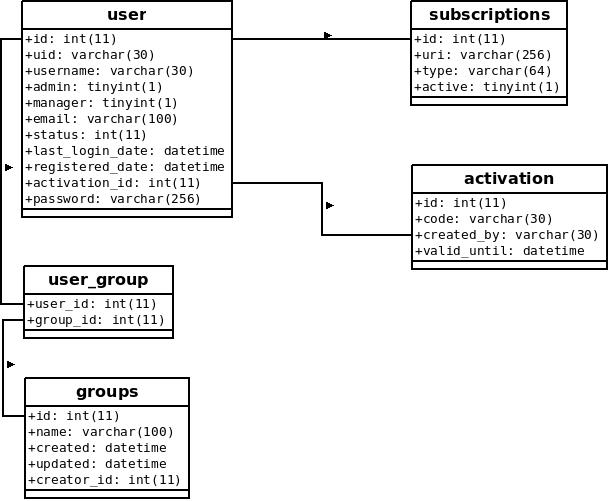 user
+id: int(11)
+uid: varchar(30)
+username: varchar(30)
+admin: tinyint(1)
+manager: tinyint(1)
+email: varchar(100)
+status: int(11)
+last_login_date: datetime
+registered_date: datetime
+activation_id: int(11)
+password: varchar(256)
subscriptions
+id: int(11)
+uri: varchar(256)
+type: varchar(64)
+active: tinyint(1)
activation
+id: int(11)
+code: varchar(30)
+created_by: varchar(30)
+valid_until: datetime
user_group
+user_id: int(11)
+group_id: int(11)
groups
+id: int(11)
+name: varchar(100)
+created: datetime
+updated: datetime
+creator_id: int(11)